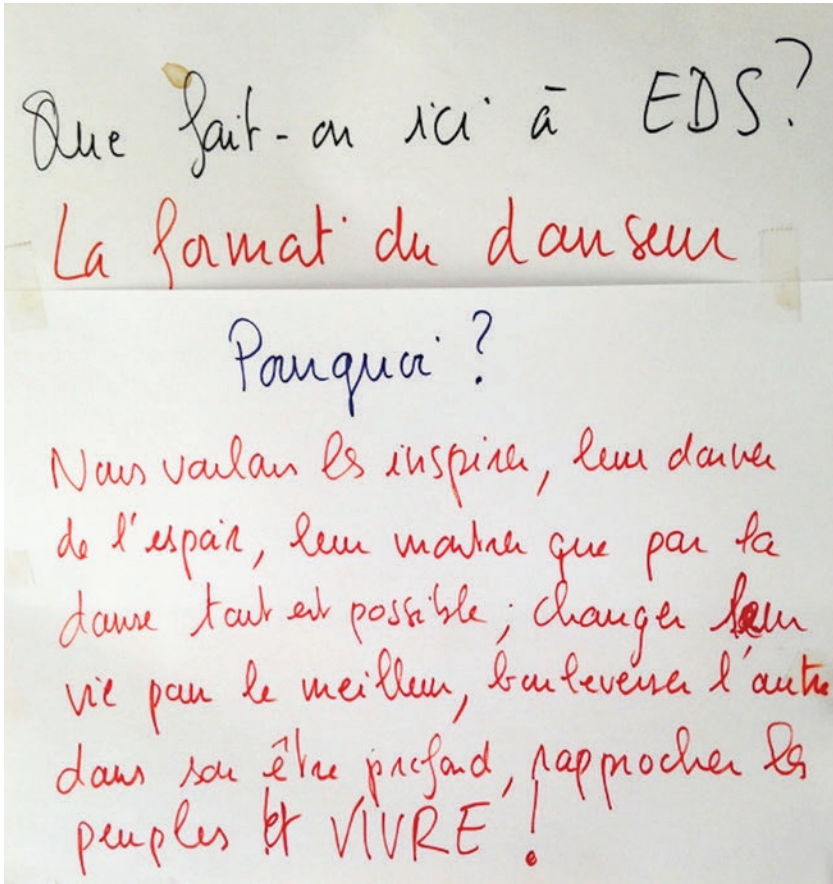 Que fait-on ici à EDS?
La format° du danseur
Pourquoi ?
Nous voulons les inspirer, leur donner
de l'espoir, leur montrer que par la
danse tout est possible ; changer leur
vie pour le meilleur, bouleverser l'autre
dans son être profond, rapprocher les
peuples et VIVRE !